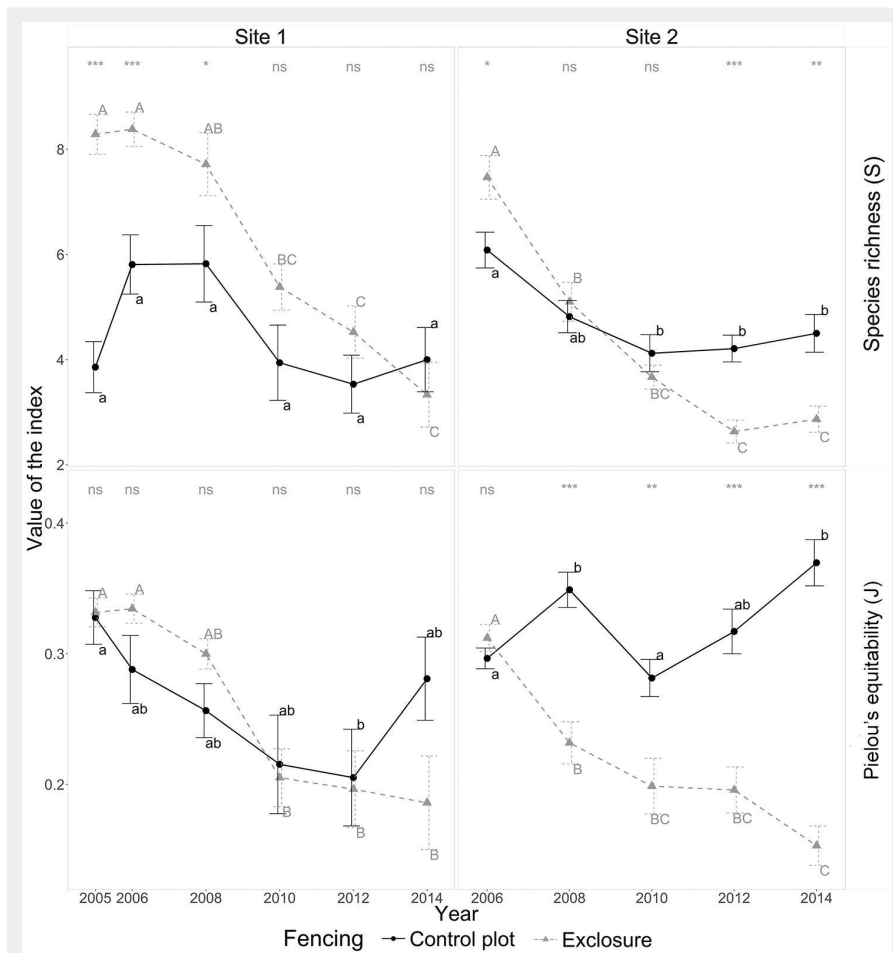 Site 1
Site 2
*** *** * ns ns ns
* ns ns *** **
A A AB BC C C
a a a a a a
A B BC C C
a ab b b b
8
6
4
2
Species richness (S)
Value of the index
ns ns ns ns ns ns
ns *** ** *** ***
A A AB B B B
a ab ab ab b ab
A B BC BC C
a b a ab b
0.4
0.3
0.2
Pielou's equitability (J)
2005 2006 2008 2010 2012 2014
2006 2008 2010 2012 2014
Year
Fencing Control plot Exclosure